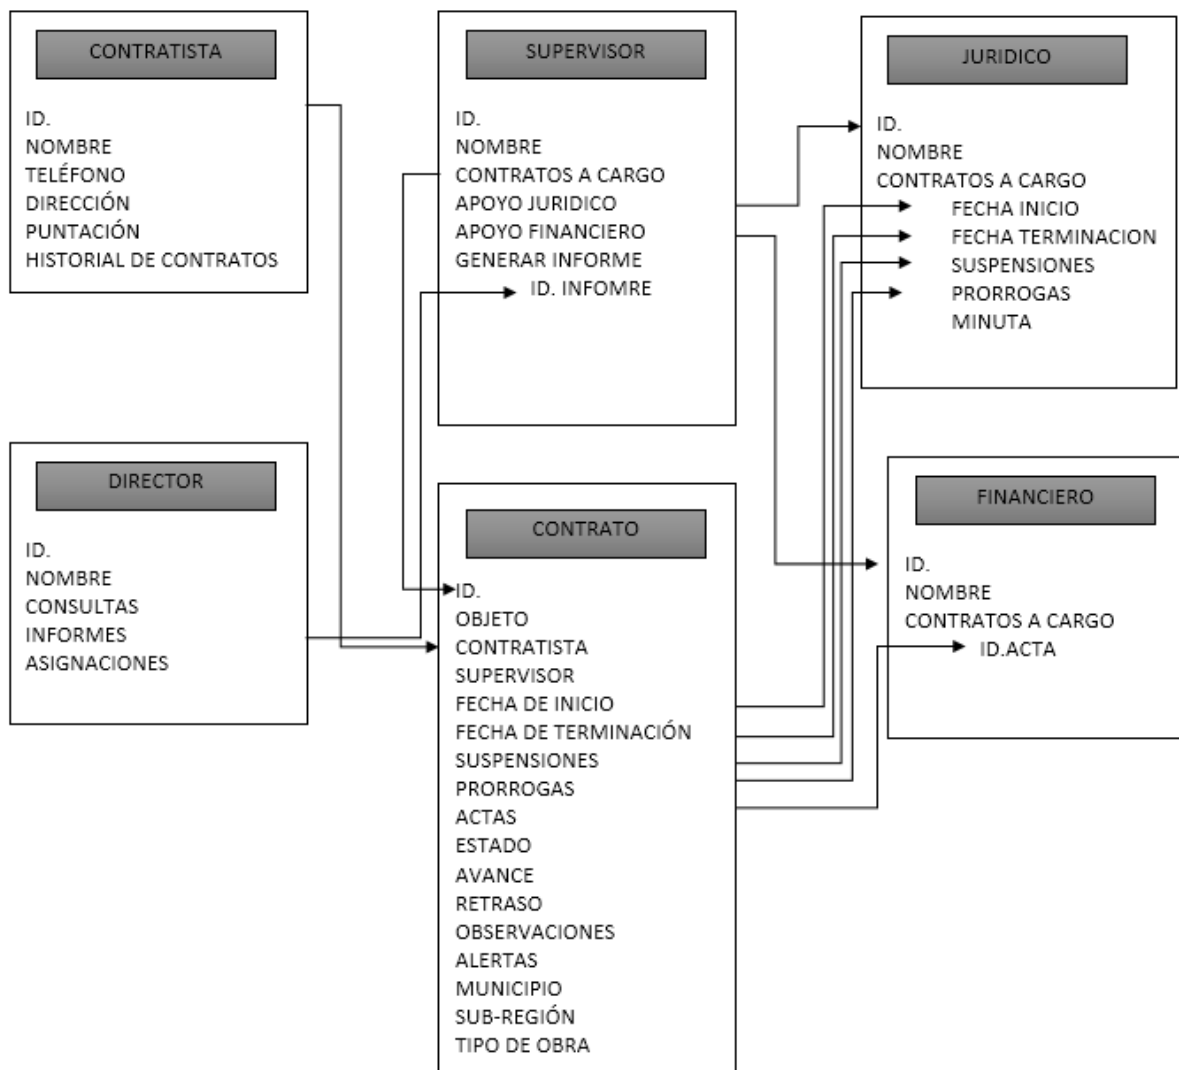 CONTRATISTA
ID.
NOMBRE
TELÉFONO
DIRECCIÓN
PUNTACIÓN
HISTORIAL DE CONTRATOS
SUPERVISOR
ID.
NOMBRE
CONTRATOS A CARGO
APOYO JURIDICO
APOYO FINANCIERO
GENERAR INFORME
ID. INFOMRE
JURIDICO
ID.
NOMBRE
CONTRATOS A CARGO
FECHA INICIO
FECHA TERMINACION
SUSPENSIONES
PRORROGAS
MINUTA
DIRECTOR
ID.
NOMBRE
CONSULTAS
INFORMES
ASIGNACIONES
CONTRATO
ID.
OBJETO
CONTRATISTA
SUPERVISOR
FECHA DE INICIO
FECHA DE TERMINACIÓN
SUSPENSIONES
PRORROGAS
ACTAS
ESTADO
AVANCE
RETRASO
OBSERVACIONES
ALERTAS
MUNICIPIO
SUB-REGIÓN
TIPO DE OBRA
FINANCIERO
ID.
NOMBRE
CONTRATOS A CARGO
ID.ACTA